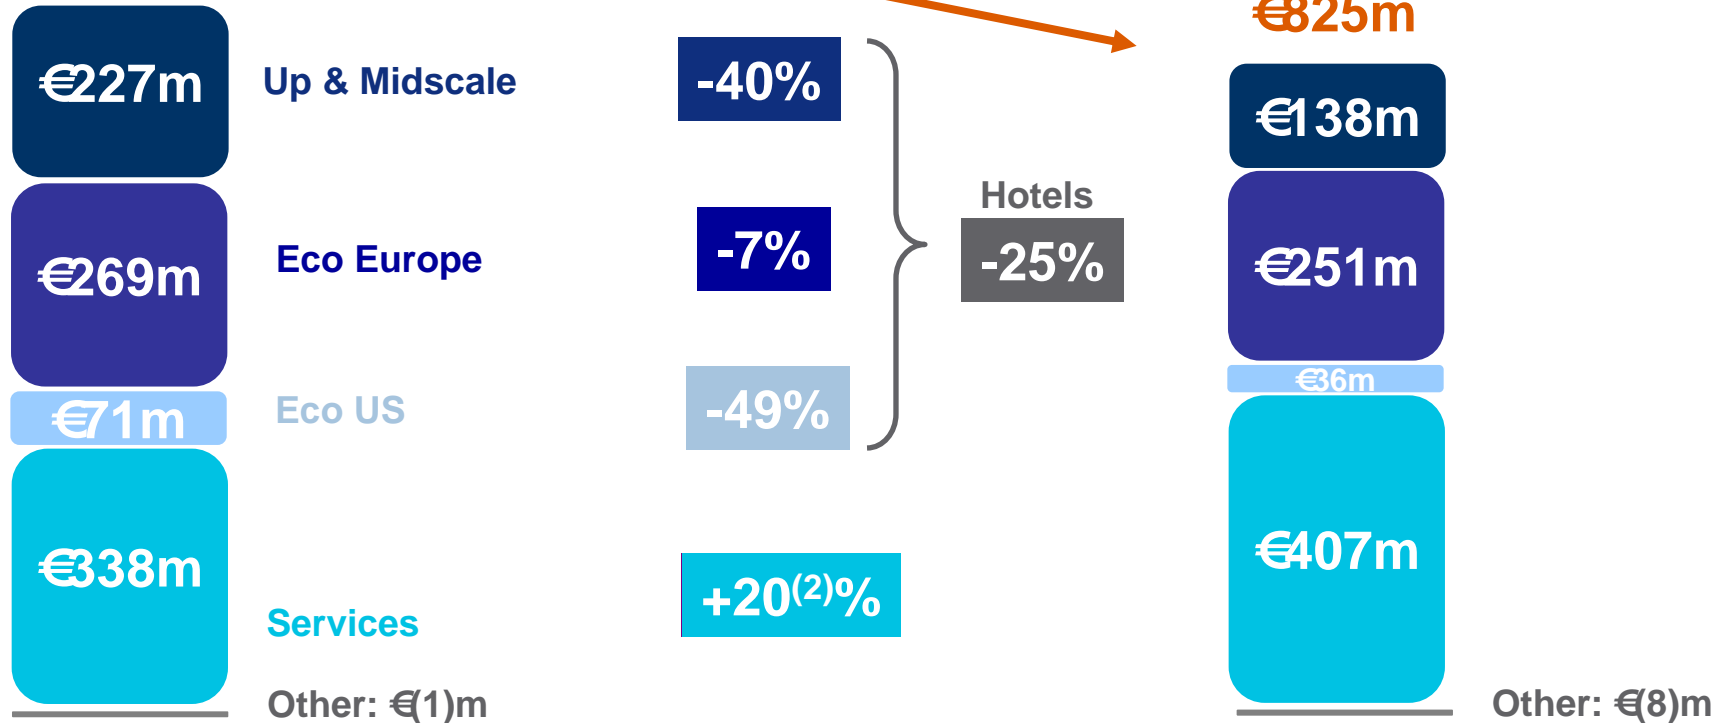 €825m
€227m
Up & Midscale
-40%
€138m
Hotels
€269m
Eco Europe
-7%
-25%
€251m
€71m
Eco US
-49%
€36m
€338m
Services
+20(2)%
€407m
Other: €(1)m
Other: €(8)m